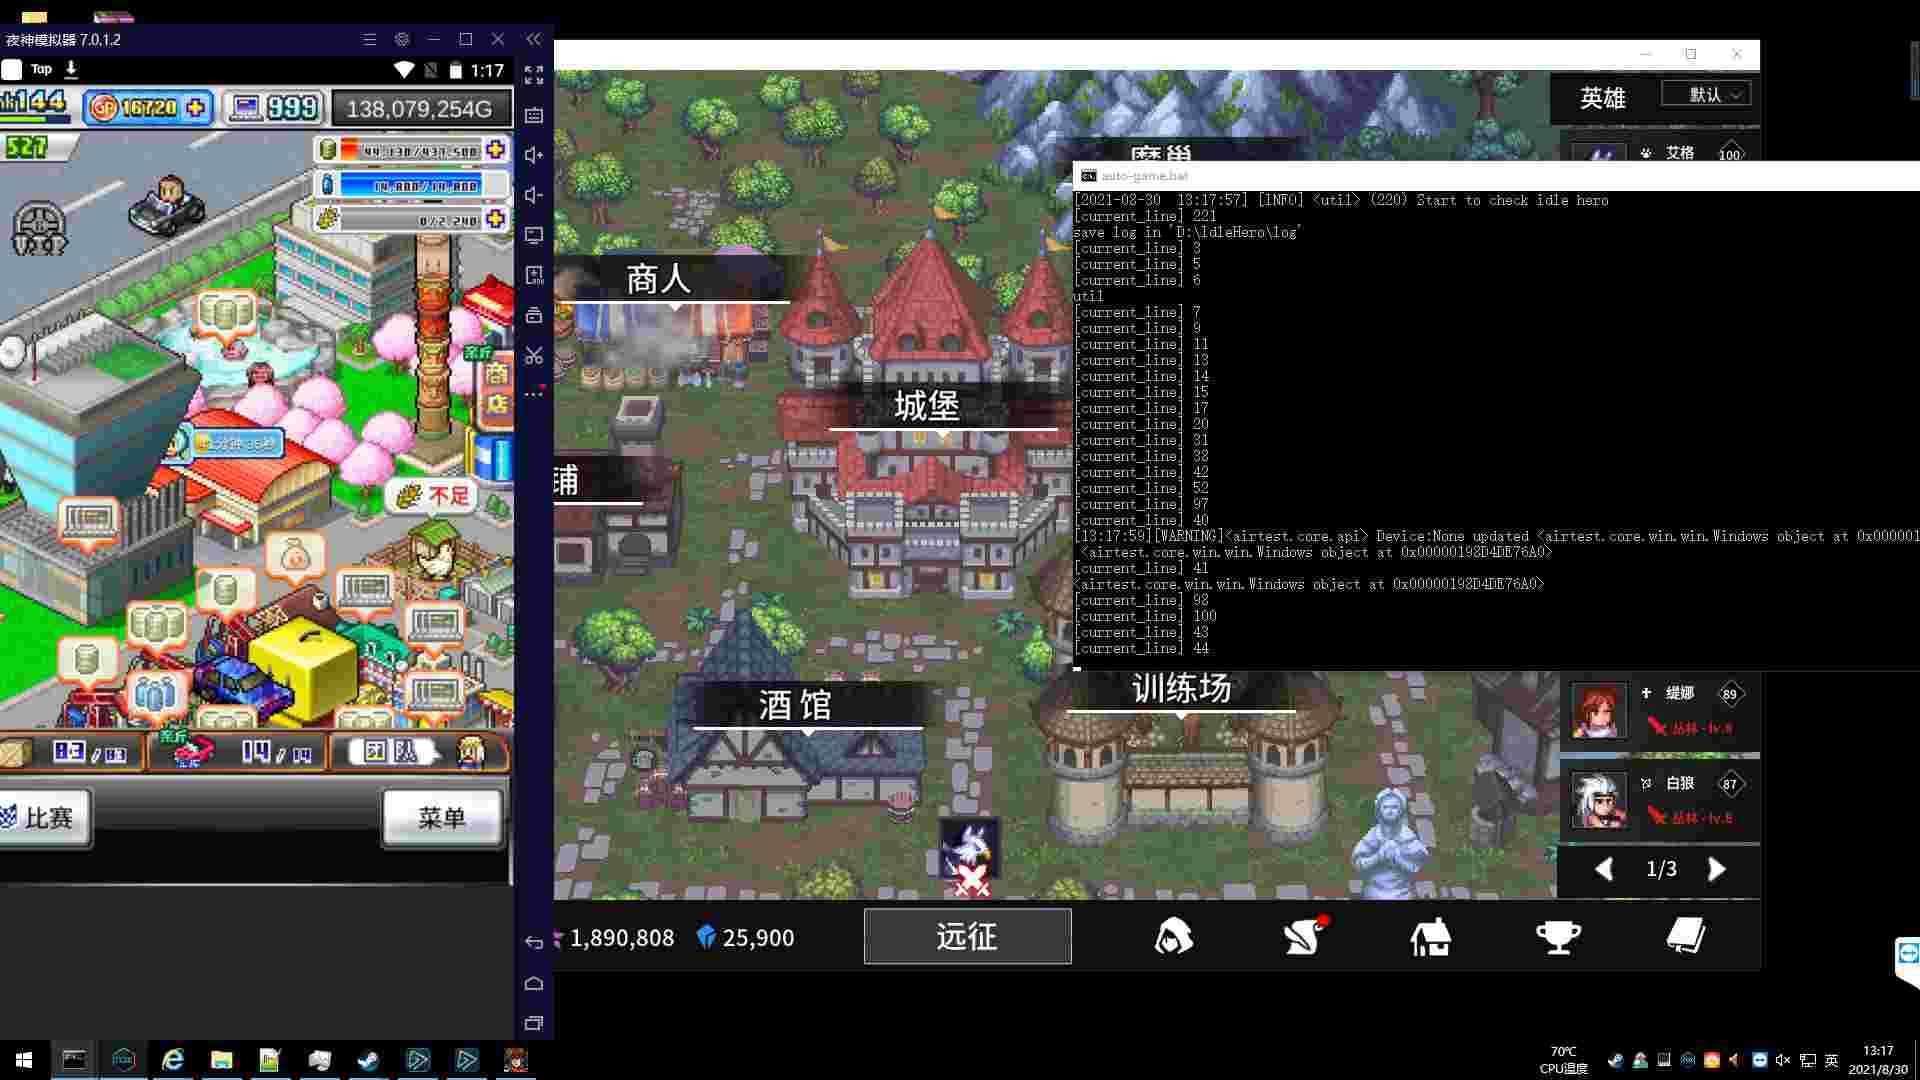 夜神模拟器 7.0.1.2
Tap
1:17
144
GP 16720
999
138,079,254G
527
44,130/437,500
14,800/14,800
0/2,240
不足
商店
83/83
14/14
团队
比赛
菜单
商人
城堡
铺
酒馆
训练场
英雄
默认
艾格
100
缇娜
89
丛林 - lv.8
白狼
87
丛林 - lv.8
1/3
1,890,808
25,900
远征
auto-game.bat
[2021-08-30  13:17:57] [INFO] <util> (220) Start to check idle hero
[current_line] 221
save log in 'D:\IdleHero\log'
[current_line] 3
[current_line] 5
[current_line] 6
util
[current_line] 7
[current_line] 9
[current_line] 11
[current_line] 13
[current_line] 14
[current_line] 15
[current_line] 17
[current_line] 20
[current_line] 31
[current_line] 33
[current_line] 42
[current_line] 52
[current_line] 97
[current_line] 40
[13:17:59][WARNING]<airtest.core.api> Device:None updated <airtest.core.win.win.Windows object at 0x000001
<airtest.core.win.win.Windows object at 0x00000198D4DE76A0>
[current_line] 41
<airtest.core.win.win.Windows object at 0x00000198D4DE76A0>
[current_line] 98
[current_line] 100
[current_line] 43
[current_line] 44
70℃
CPU温度
英
13:17
2021/8/30